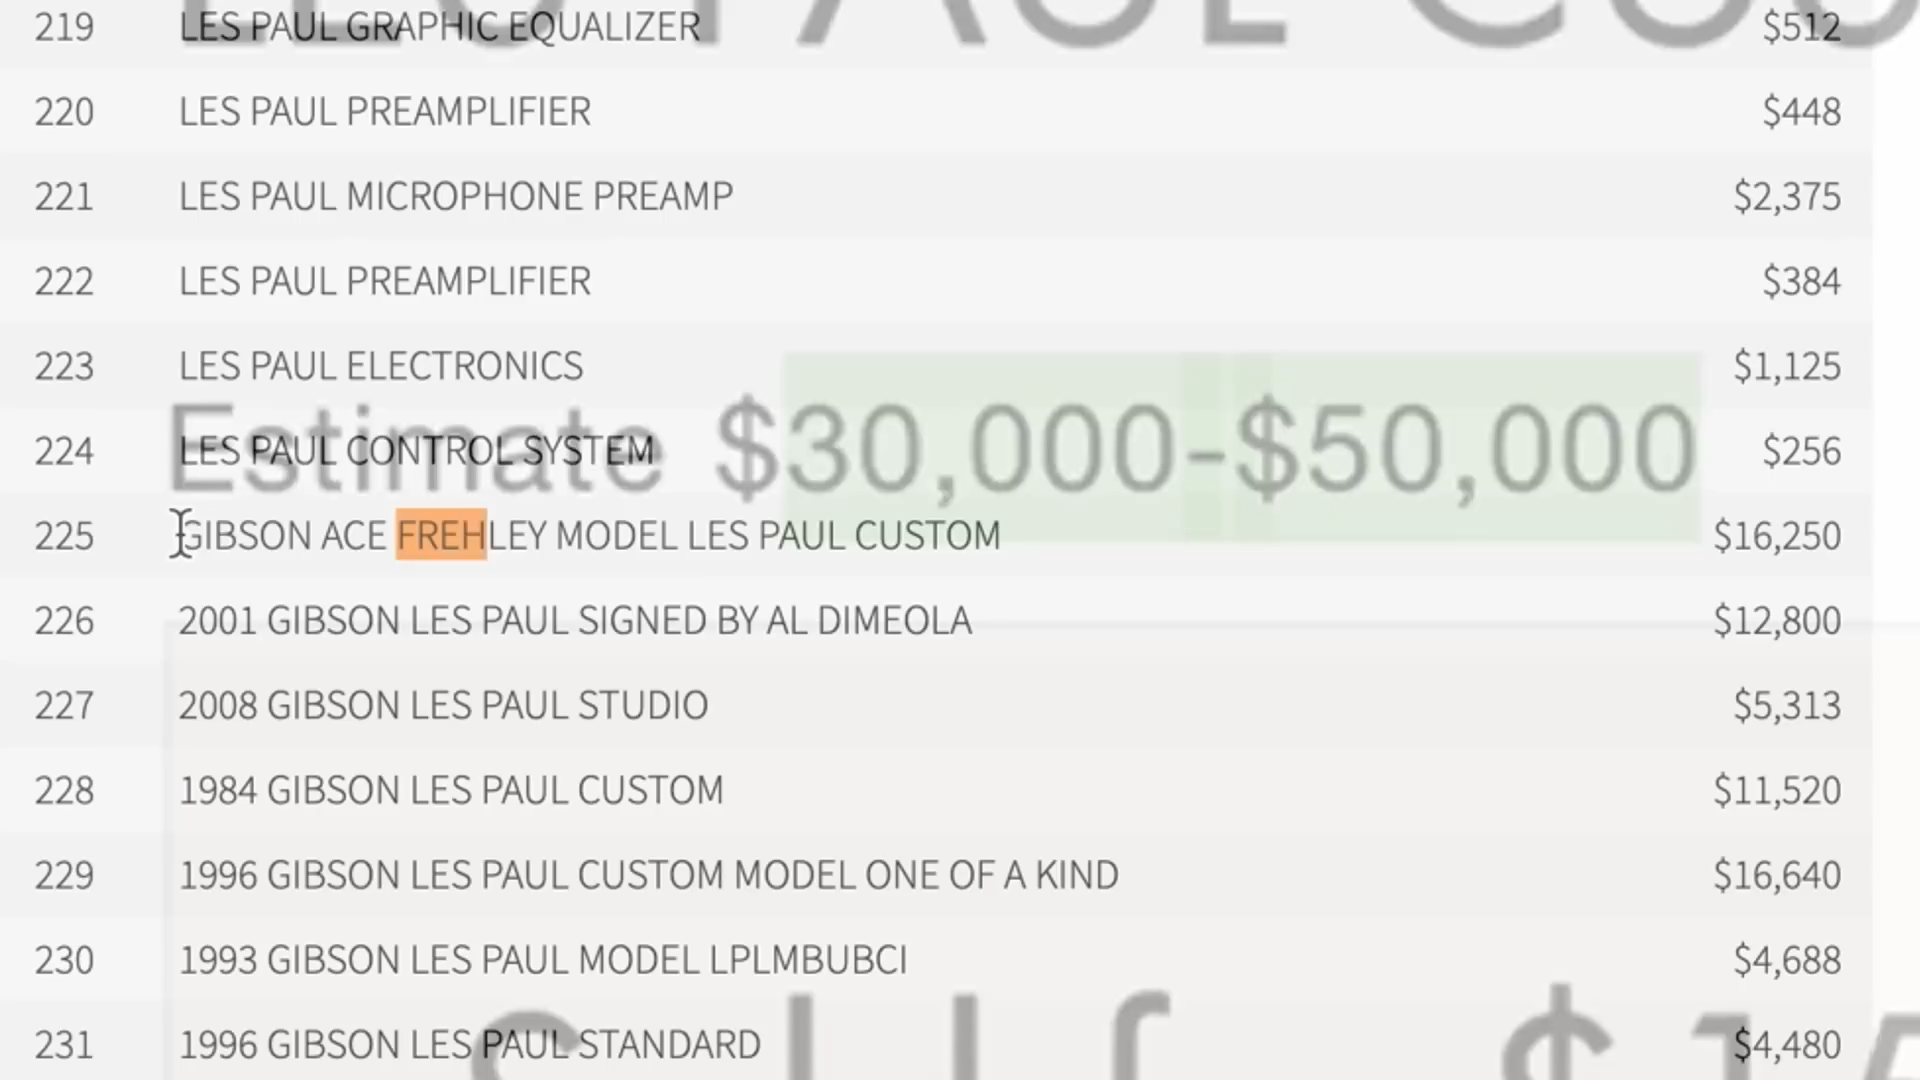 219 LES PAUL GRAPHIC EQUALIZER $512
220 LES PAUL PREAMPLIFIER $448
221 LES PAUL MICROPHONE PREAMP $2,375
222 LES PAUL PREAMPLIFIER $384
223 LES PAUL ELECTRONICS $1,125
Estimate $30,000-$50,000
224 LES PAUL CONTROL SYSTEM $256
225 GIBSON ACE FREHLEY MODEL LES PAUL CUSTOM $16,250
226 2001 GIBSON LES PAUL SIGNED BY AL DIMEOLA $12,800
227 2008 GIBSON LES PAUL STUDIO $5,313
228 1984 GIBSON LES PAUL CUSTOM $11,520
229 1996 GIBSON LES PAUL CUSTOM MODEL ONE OF A KIND $16,640
230 1993 GIBSON LES PAUL MODEL LPLMBUBCI $4,688
231 1996 GIBSON LES PAUL STANDARD $4,480